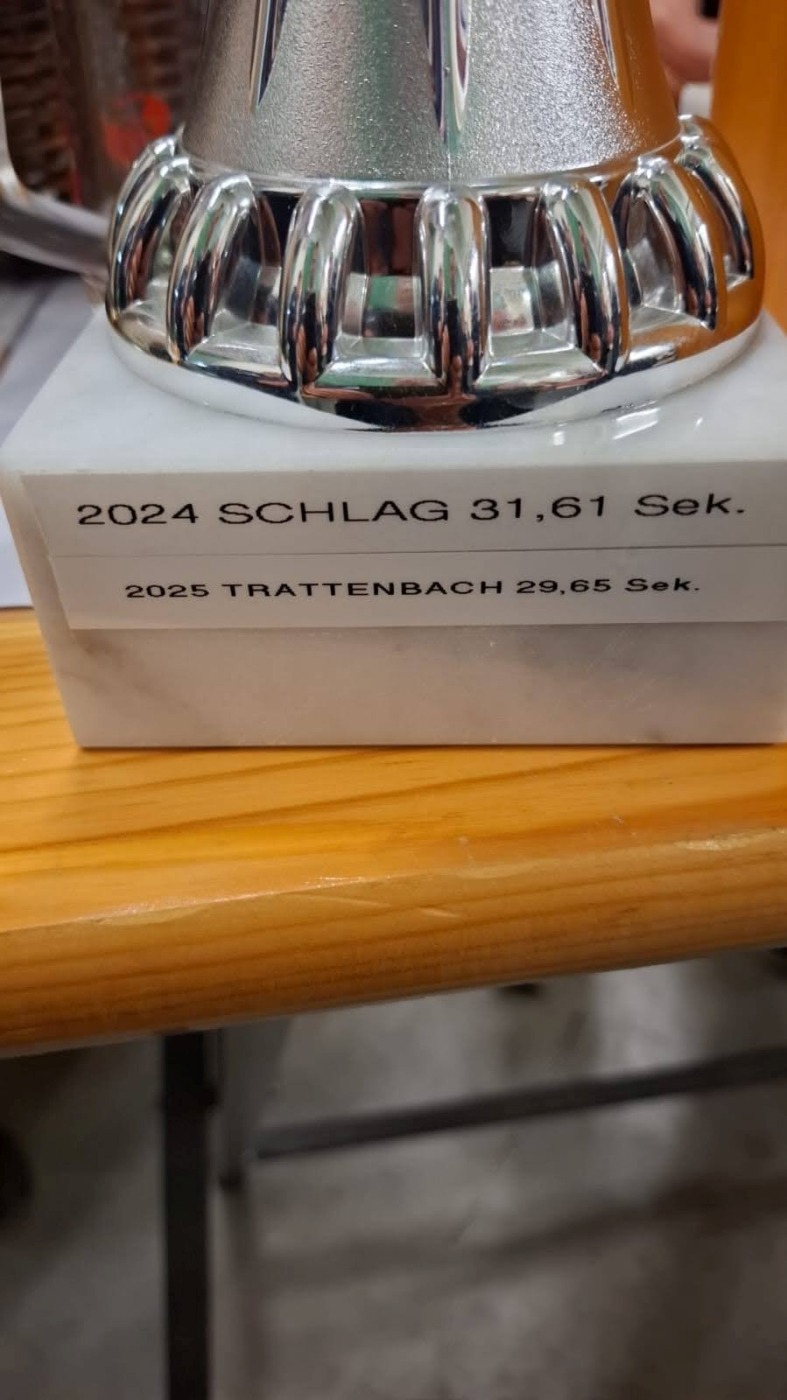 2024 SCHLAG 31,61 Sek.
2025 TRATTENBACH 29,65 Sek.